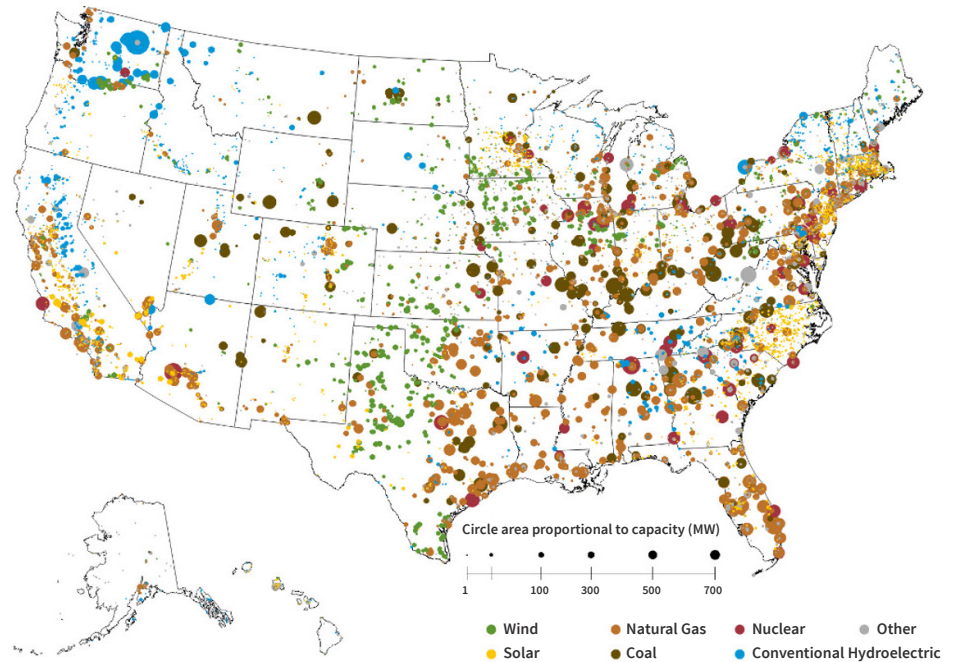 Circle area proportional to capacity (MW)
1 100 300 500 700
Wind Natural Gas Nuclear Other
Solar Coal Conventional Hydroelectric